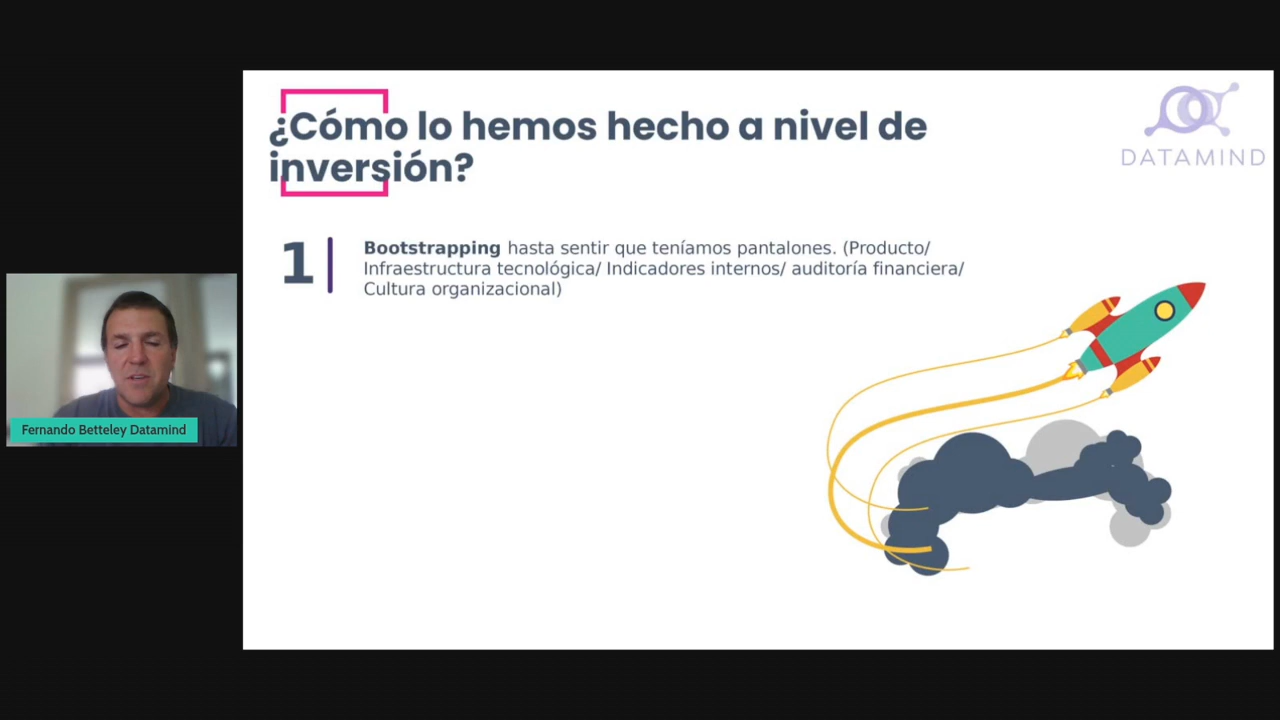 ¿Cómo lo hemos hecho a nivel de
inversión?
DATAMIND
1
Bootstrapping hasta sentir que teníamos pantalones. (Producto/
Infraestructura tecnológica/ Indicadores internos/ auditoría financiera/
Cultura organizacional)
Fernando Betteley Datamind